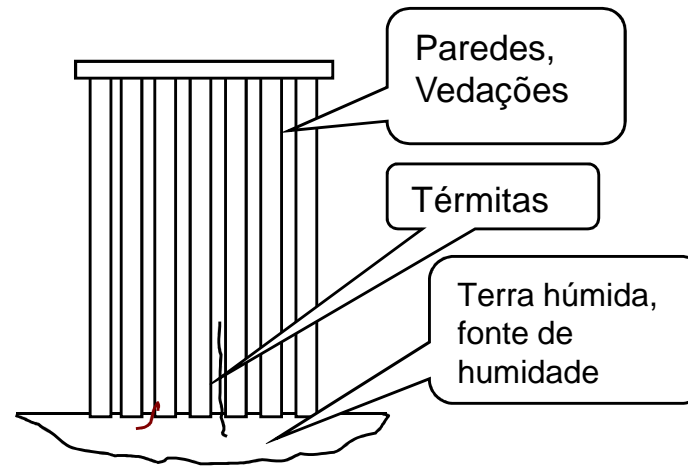 Paredes,
Vedações
Térmitas
Terra húmida,
fonte de
humidade